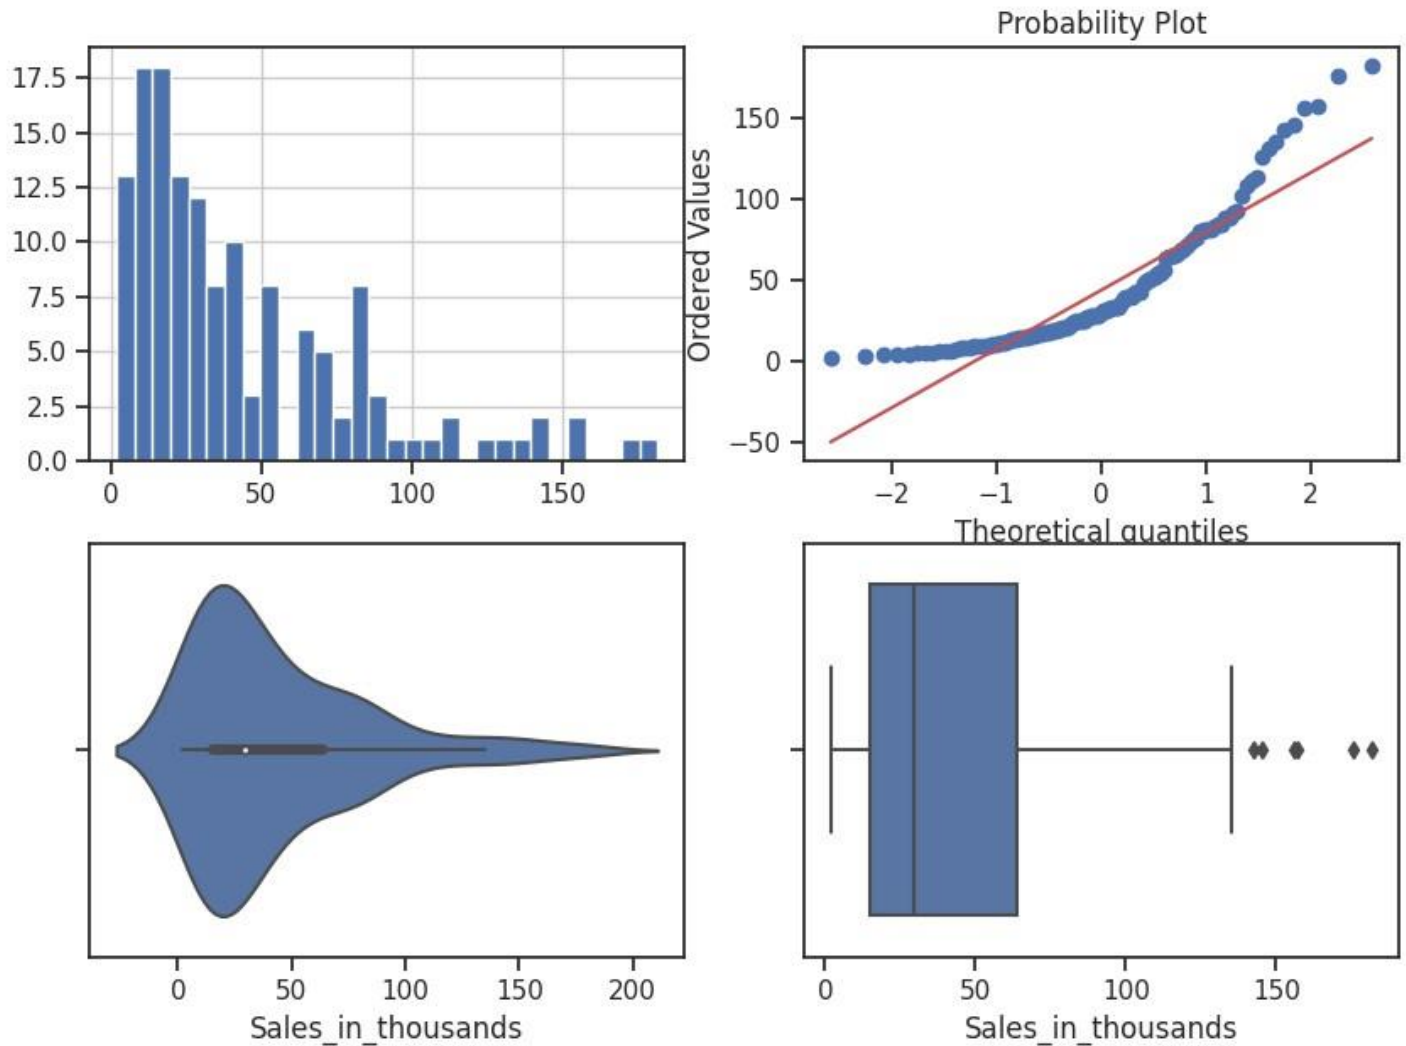 Probability Plot
17.5
15.0
12.5
10.0
7.5
5.0
2.5
0.0
0 50 100 150
Ordered Values
150
100
50
0
−50
−2 −1 0 1 2
Theoretical quantiles
0 50 100 150 200
Sales_in_thousands
0 50 100 150
Sales_in_thousands